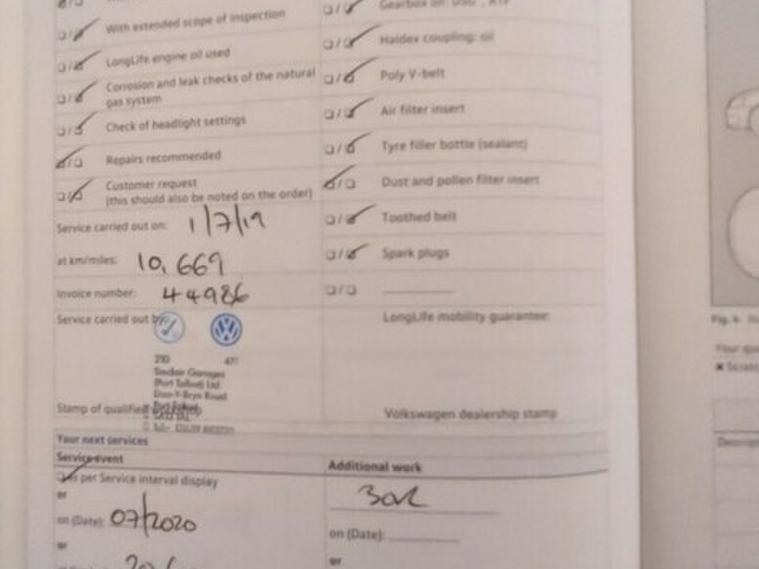 With extended scope of inspection
LongLife engine oil used
Corrosion and leak checks of the natural
gas system
Check of headlight settings
Repairs recommended
Customer request
(this should also be noted on the order)
Service carried out on: 1/7/19
at km/miles: 10,669
Invoice number: 44986
Service carried out by:
Sinclair Garages
(Port Talbot) Ltd
Road
Stamp of qualified
Haldex coupling: oil
Poly V-belt
Air filter insert
Tyre filler bottle (sealant)
Dust and pollen filter insert
Toothed belt
Spark plugs
LongLife mobility guarantee:
Volkswagen dealership stamp
Your next services
Service event
as per Service interval display
or
on (Date): 07/2020
or
Additional work
on (Date):
or